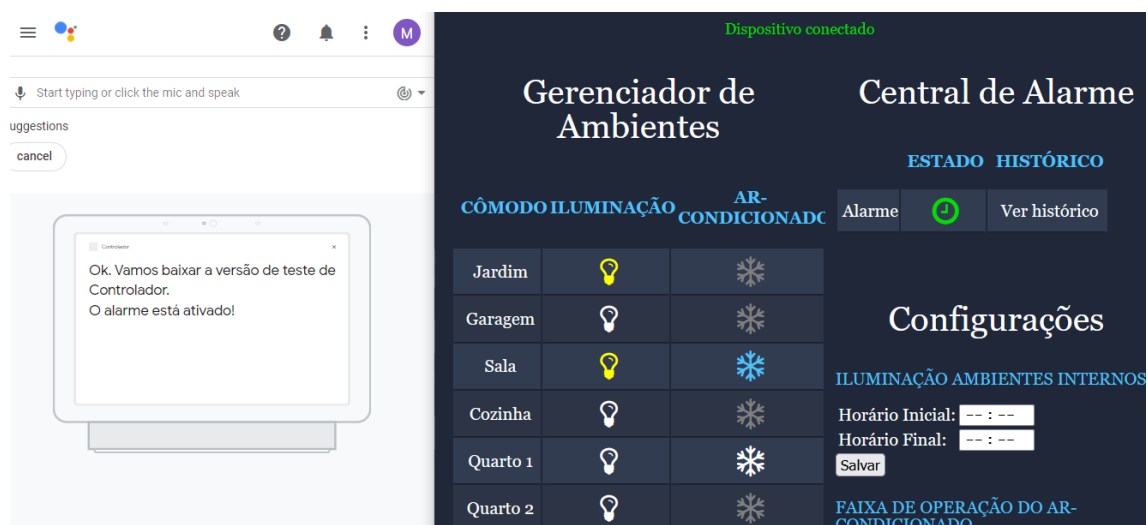 M
Start typing or click the mic and speak
uggestions
cancel
Controlador
×
Ok. Vamos baixar a versão de teste de
Controlador.
O alarme está ativado!
Dispositivo conectado
Gerenciador de
Ambientes
CÔMODO ILUMINAÇÃO AR-
CONDICIONADO
Jardim
Garagem
Sala
Cozinha
Quarto 1
Quarto 2
Central de Alarme
ESTADO HISTÓRICO
Alarme Ver histórico
Configurações
ILUMINAÇÃO AMBIENTES INTERNOS
Horário Inicial: -- : --
Horário Final: -- : --
Salvar
FAIXA DE OPERAÇÃO DO AR-
CONDICIONADO